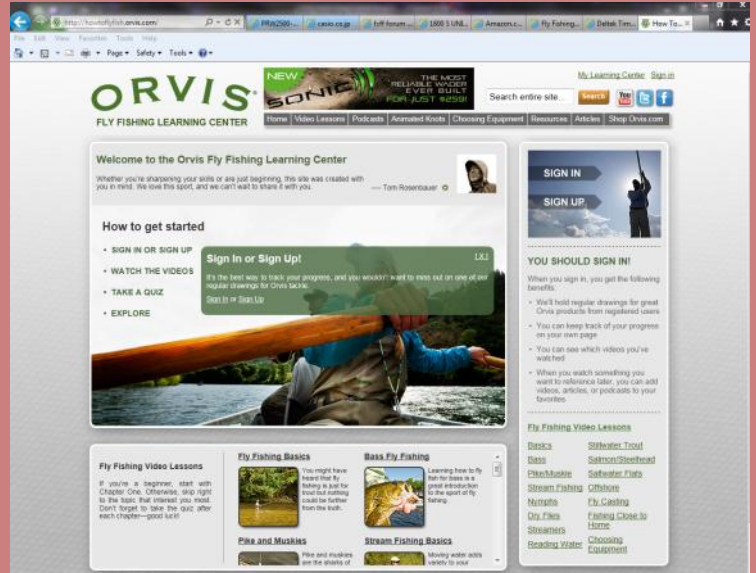 http://howtoflyfish.orvis.com/
casio.co.jp
fcff forum ...
Amazon.c...
Fly Fishing...
Deltek Tim...
How To...
File Edit View Favorites Tools Help
Page Safety Tools
ORVIS
FLY FISHING LEARNING CENTER
NEW
SONIC
THE MOST
RELIABLE WADER
EVER BUILT
FOR JUST $259!
My Learning Center Sign in
Search entire site...
Search
You Tube
Home Video Lessons Podcasts Animated Knots Choosing Equipment Resources Articles Shop Orvis.com
Welcome to the Orvis Fly Fishing Learning Center
Whether you're sharpening your skills or are just beginning, this site was created with
you in mind. We love this sport, and we can't wait to share it with you.
---- Tom Rosenbauer
How to get started
• SIGN IN OR SIGN UP
• WATCH THE VIDEOS
• TAKE A QUIZ
• EXPLORE
Sign In or Sign Up!
[X]
It's the best way to track your progress, and you wouldn't want to miss out on one of our
regular drawings for Orvis tackle.
Sign In or Sign Up
SIGN IN
SIGN UP
YOU SHOULD SIGN IN!
When you sign in, you get the following
benefits:
• We'll hold regular drawings for great
Orvis products from registered users
• You can keep track of your progress
on your own page
• You can see which videos you've
watched
• When you watch something you
want to reference later, you can add
videos, articles, or podcasts to your
favorites
Fly Fishing Video Lessons
Basics
Bass
Pike/Muskie
Stream Fishing
Nymphs
Dry Flies
Streamers
Reading Water
Stillwater Trout
Salmon/Steelhead
Saltwater Flats
Offshore
Fly Casting
Fishing Close to
Home
Choosing
Equipment
Fly Fishing Video Lessons
If you're a beginner, start with
Chapter One. Otherwise, skip right
to the topic that interest you most.
Don't forget to take the quiz after
each chapter—good luck!
Fly Fishing Basics
You might have
heard that fly
fishing is just for
trout but nothing
could be further
from the truth.
Bass Fly Fishing
Learning how to fly
fish for bass is a
great introduction
to the sport of fly
fishing.
Pike and Muskies
Pike and muskies
are the sharks of
Stream Fishing Basics
Moving water adds
variety to your